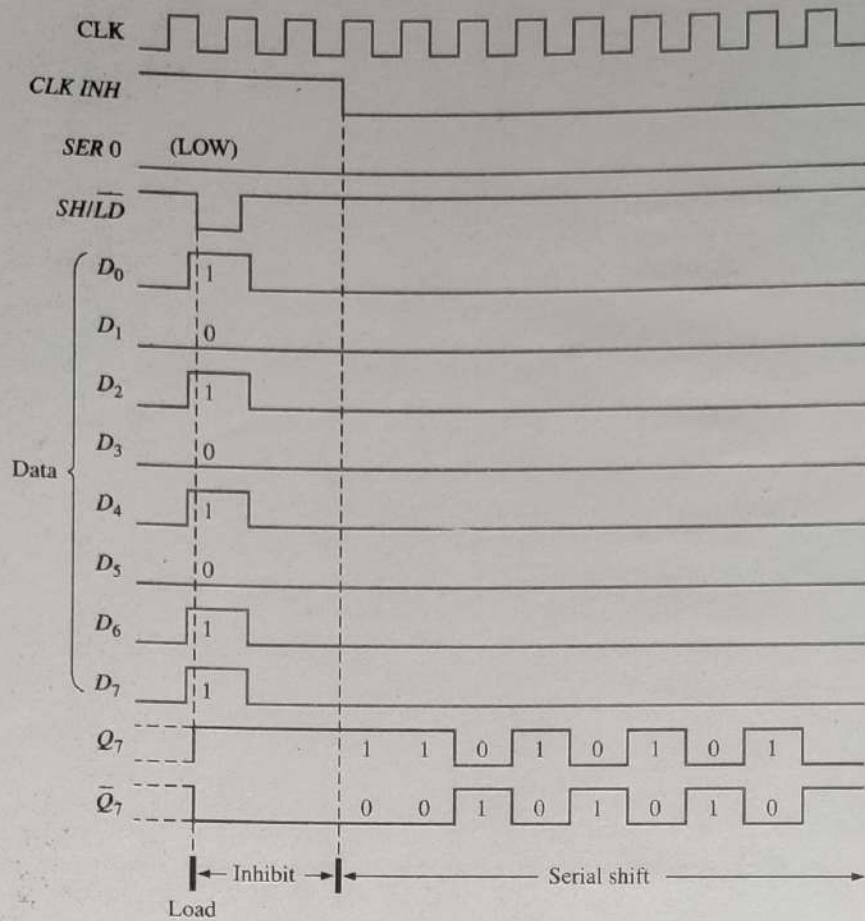 CLK
CLK INH
SER 0 (LOW)
SH/L̅D̅
D₀ 1
D₁ 0
D₂ 1
D₃ 0
Data
D₄ 1
D₅ 0
D₆ 1
D₇ 1
Q₇ 1 1 0 1 0 1 0 1
Q̅₇ 0 0 1 0 1 0 1 0
Inhibit Serial shift
Load